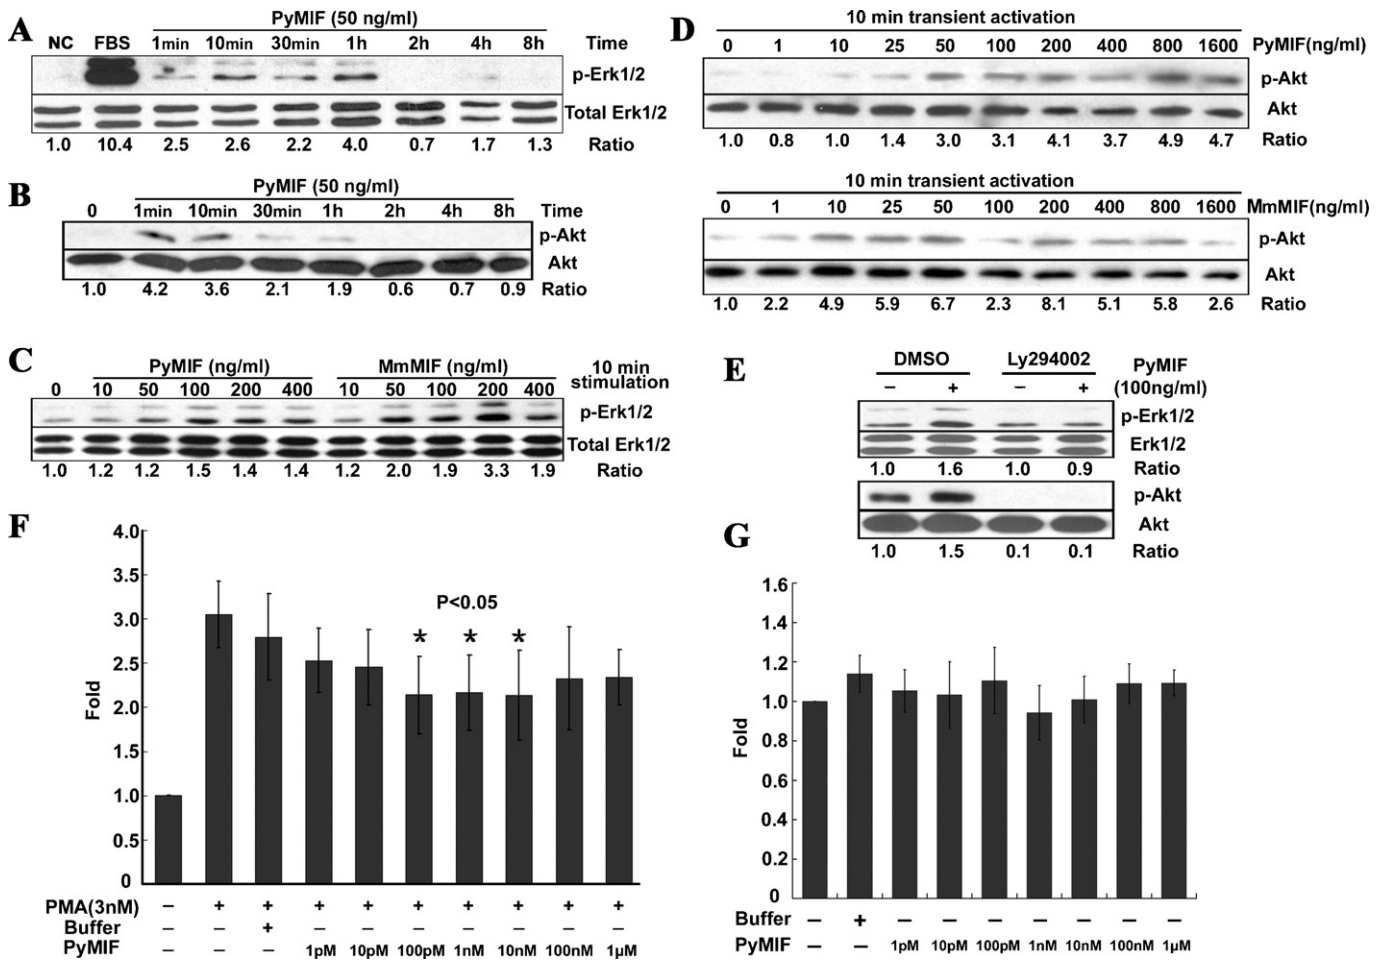 A
PyMIF (50 ng/ml)
NC FBS 1min 10min 30min 1h 2h 4h 8h Time
p-Erk1/2
Total Erk1/2
1.0 10.4 2.5 2.6 2.2 4.0 0.7 1.7 1.3 Ratio
B
PyMIF (50 ng/ml)
0 1min 10min 30min 1h 2h 4h 8h Time
p-Akt
Akt
1.0 4.2 3.6 2.1 1.9 0.6 0.7 0.9 Ratio
C
PyMIF (ng/ml) MmMIF (ng/ml) 10 min
stimulation
0 10 50 100 200 400 10 50 100 200 400
p-Erk1/2
Total Erk1/2
1.0 1.2 1.2 1.5 1.4 1.4 1.2 2.0 1.9 3.3 1.9 Ratio
D
10 min transient activation
0 1 10 25 50 100 200 400 800 1600 PyMIF(ng/ml)
p-Akt
Akt
1.0 0.8 1.0 1.4 3.0 3.1 4.1 3.7 4.9 4.7 Ratio
10 min transient activation
0 1 10 25 50 100 200 400 800 1600 MmMIF(ng/ml)
p-Akt
Akt
1.0 2.2 4.9 5.9 6.7 2.3 8.1 5.1 5.8 2.6 Ratio
E
DMSO Ly294002 PyMIF
– + – + (100ng/ml)
p-Erk1/2
Erk1/2
1.0 1.6 1.0 0.9 Ratio
p-Akt
Akt
1.0 1.5 0.1 0.1 Ratio
F
4.0
3.5
3.0
2.5
2.0
1.5
1.0
0.5
0
Fold
P<0.05
* * *
PMA(3nM) – + + + + + + + + +
Buffer – – + – – – – – – –
PyMIF – – – 1pM 10pM 100pM 1nM 10nM 100nM 1µM
G
1.6
1.4
1.2
1.0
0.8
0.6
0.4
0.2
0
Fold
Buffer – + – – – – – – –
PyMIF – – 1pM 10pM 100pM 1nM 10nM 100nM 1µM